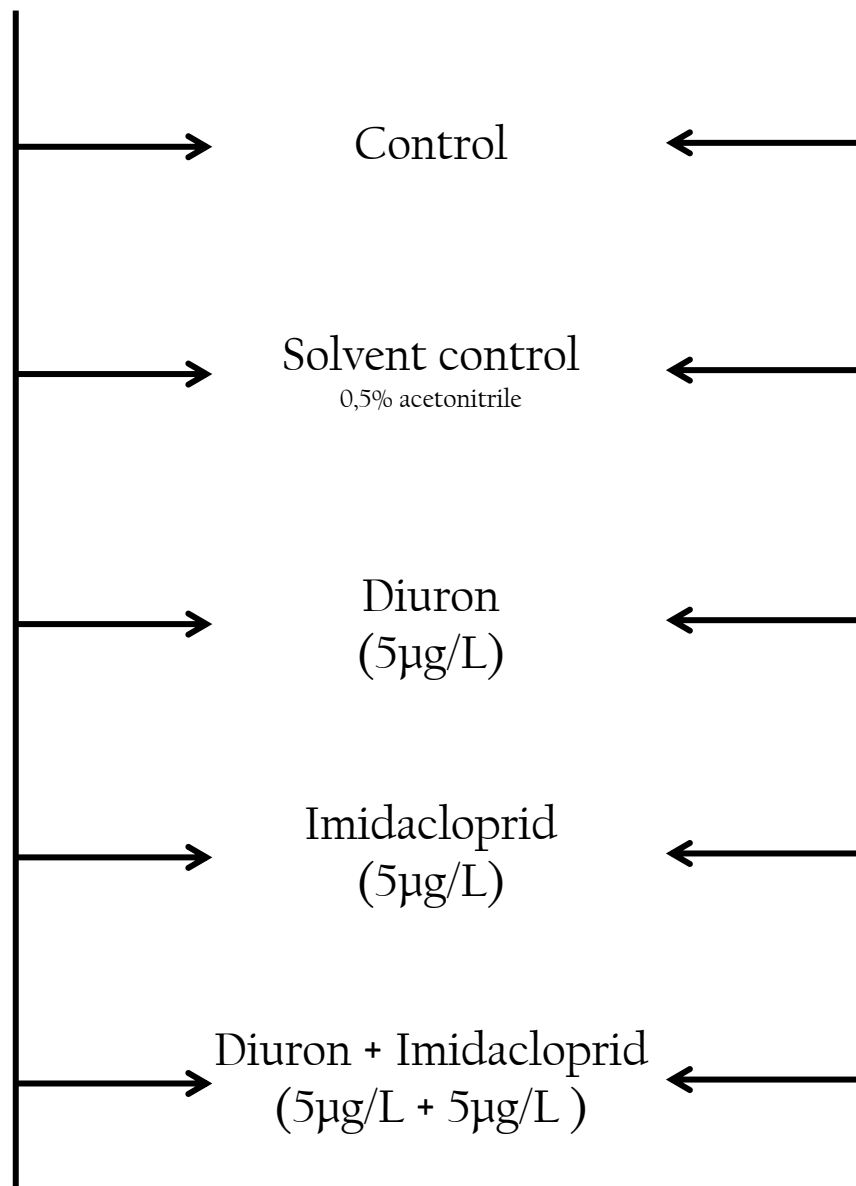 Control
Solvent control
0,5% acetonitrile
Diuron
(5µg/L)
Imidacloprid
(5µg/L)
Diuron + Imidacloprid
(5µg/L + 5µg/L )